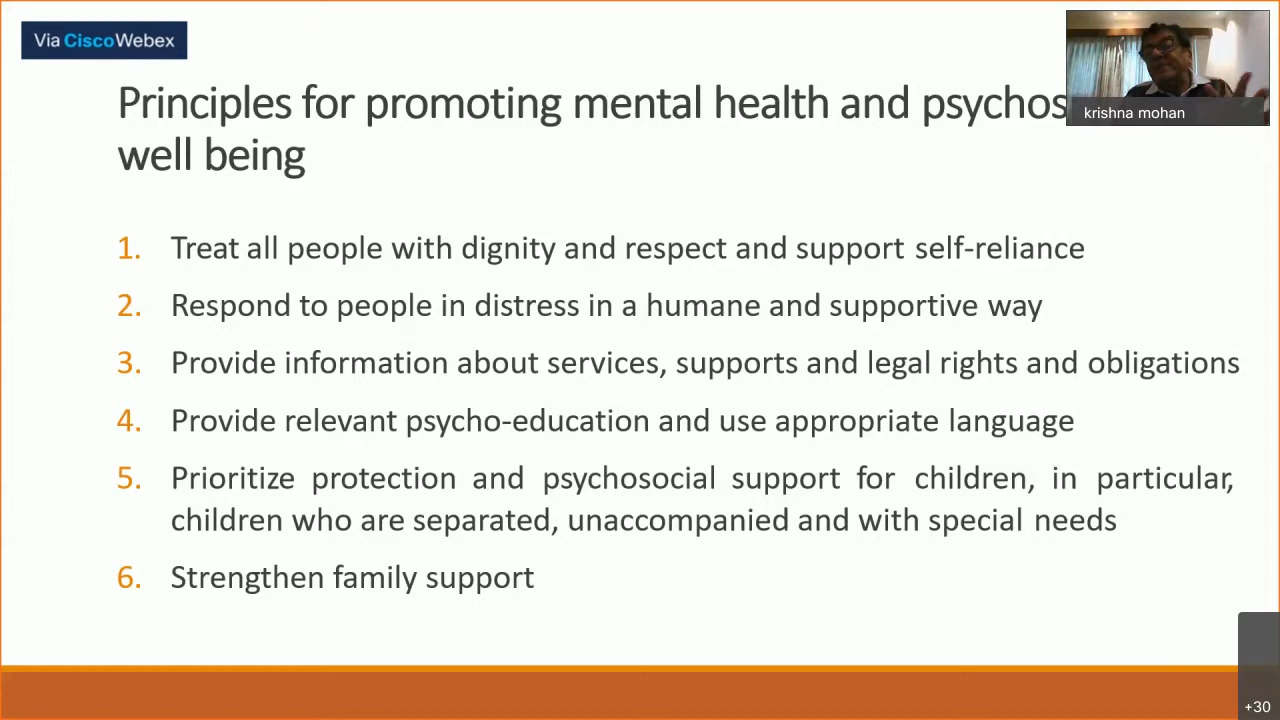 Via Cisco Webex
Principles for promoting mental health and psychos
well being
krishna mohan
1. Treat all people with dignity and respect and support self-reliance
2. Respond to people in distress in a humane and supportive way
3. Provide information about services, supports and legal rights and obligations
4. Provide relevant psycho-education and use appropriate language
5. Prioritize protection and psychosocial support for children, in particular,
children who are separated, unaccompanied and with special needs
6. Strengthen family support
+30